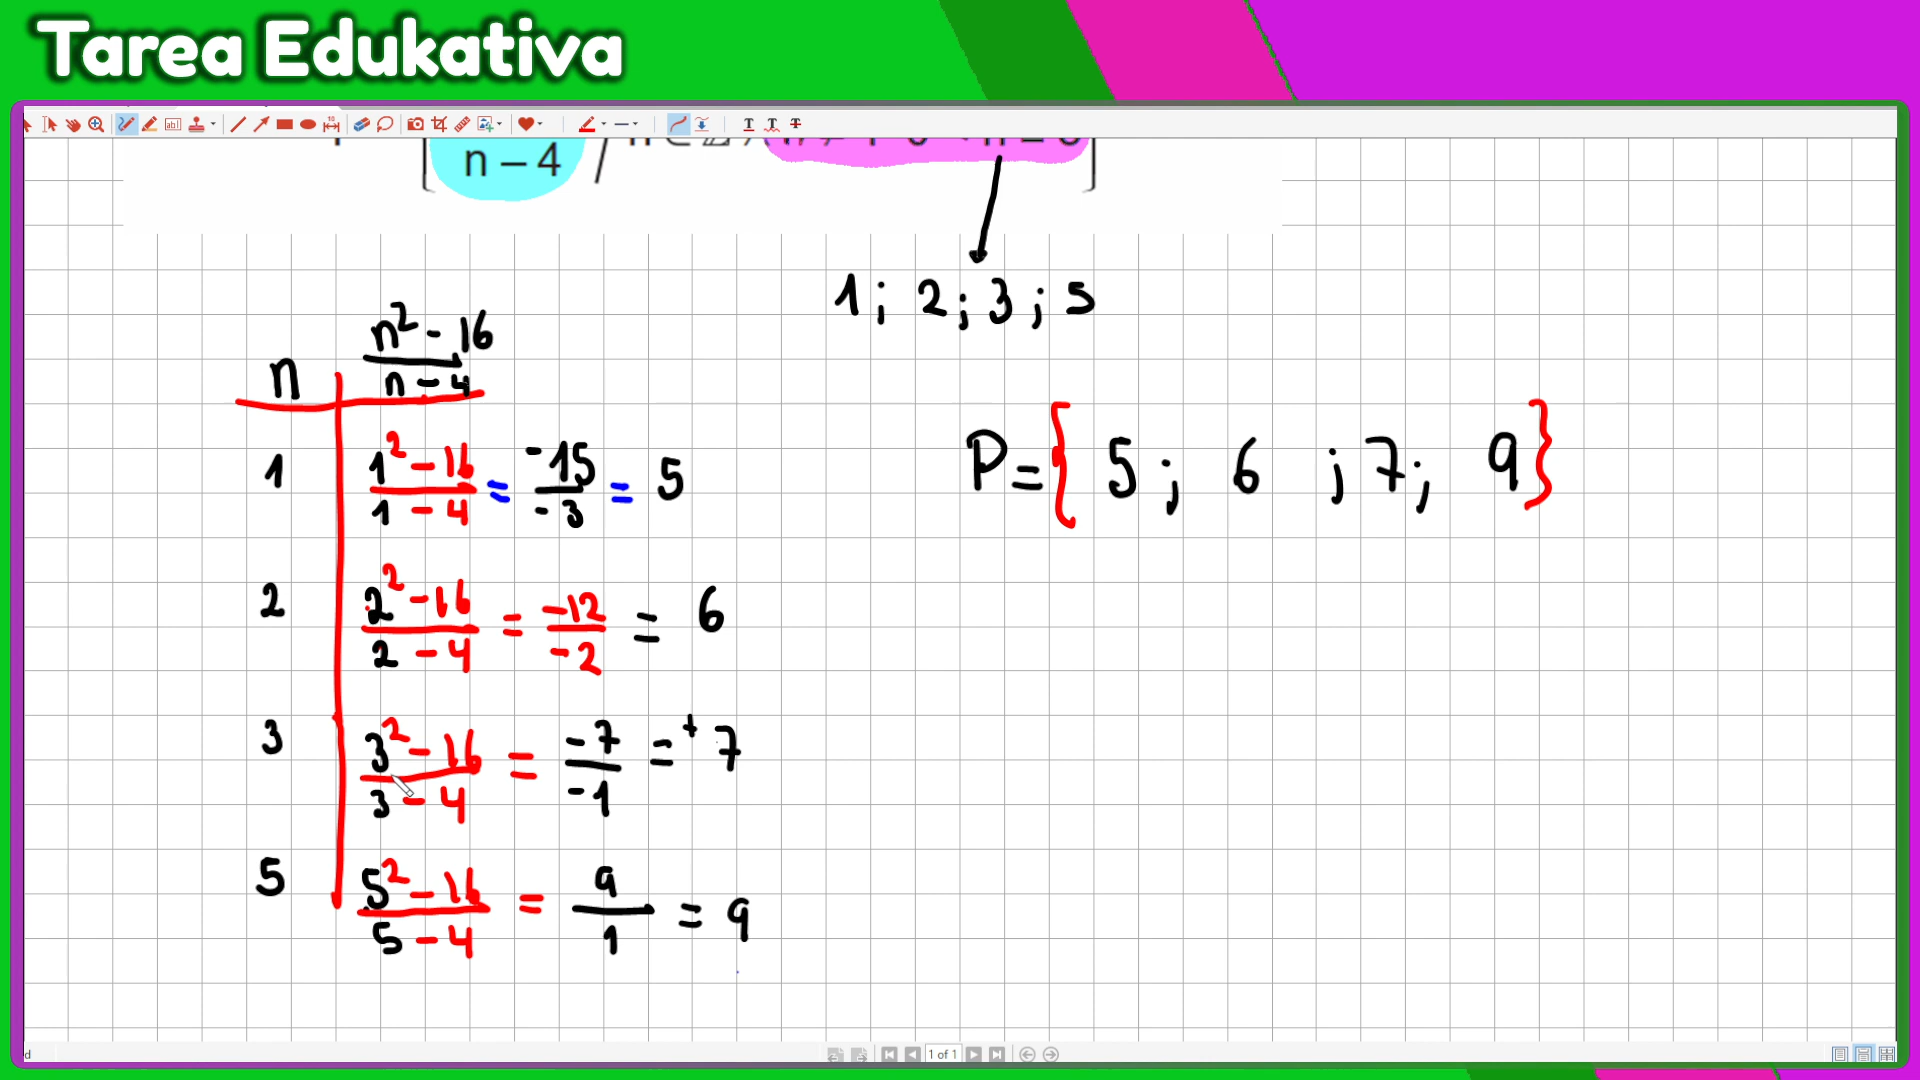 Tarea Edukativa
n – 4 /
1; 2; 3; 5
n² - 16
n
n - 4
P = { 5; 6 ; 7; 9 }
1² - 16 -15
1 = = 5
1 - 4 -3
2² - 16 -12
2 = = 6
2 - 4 -2
3² - 16 -7
3 = = +7
3 - 4 -1
5² - 16 9
5 = = 9
5 - 4 1
1 of 1